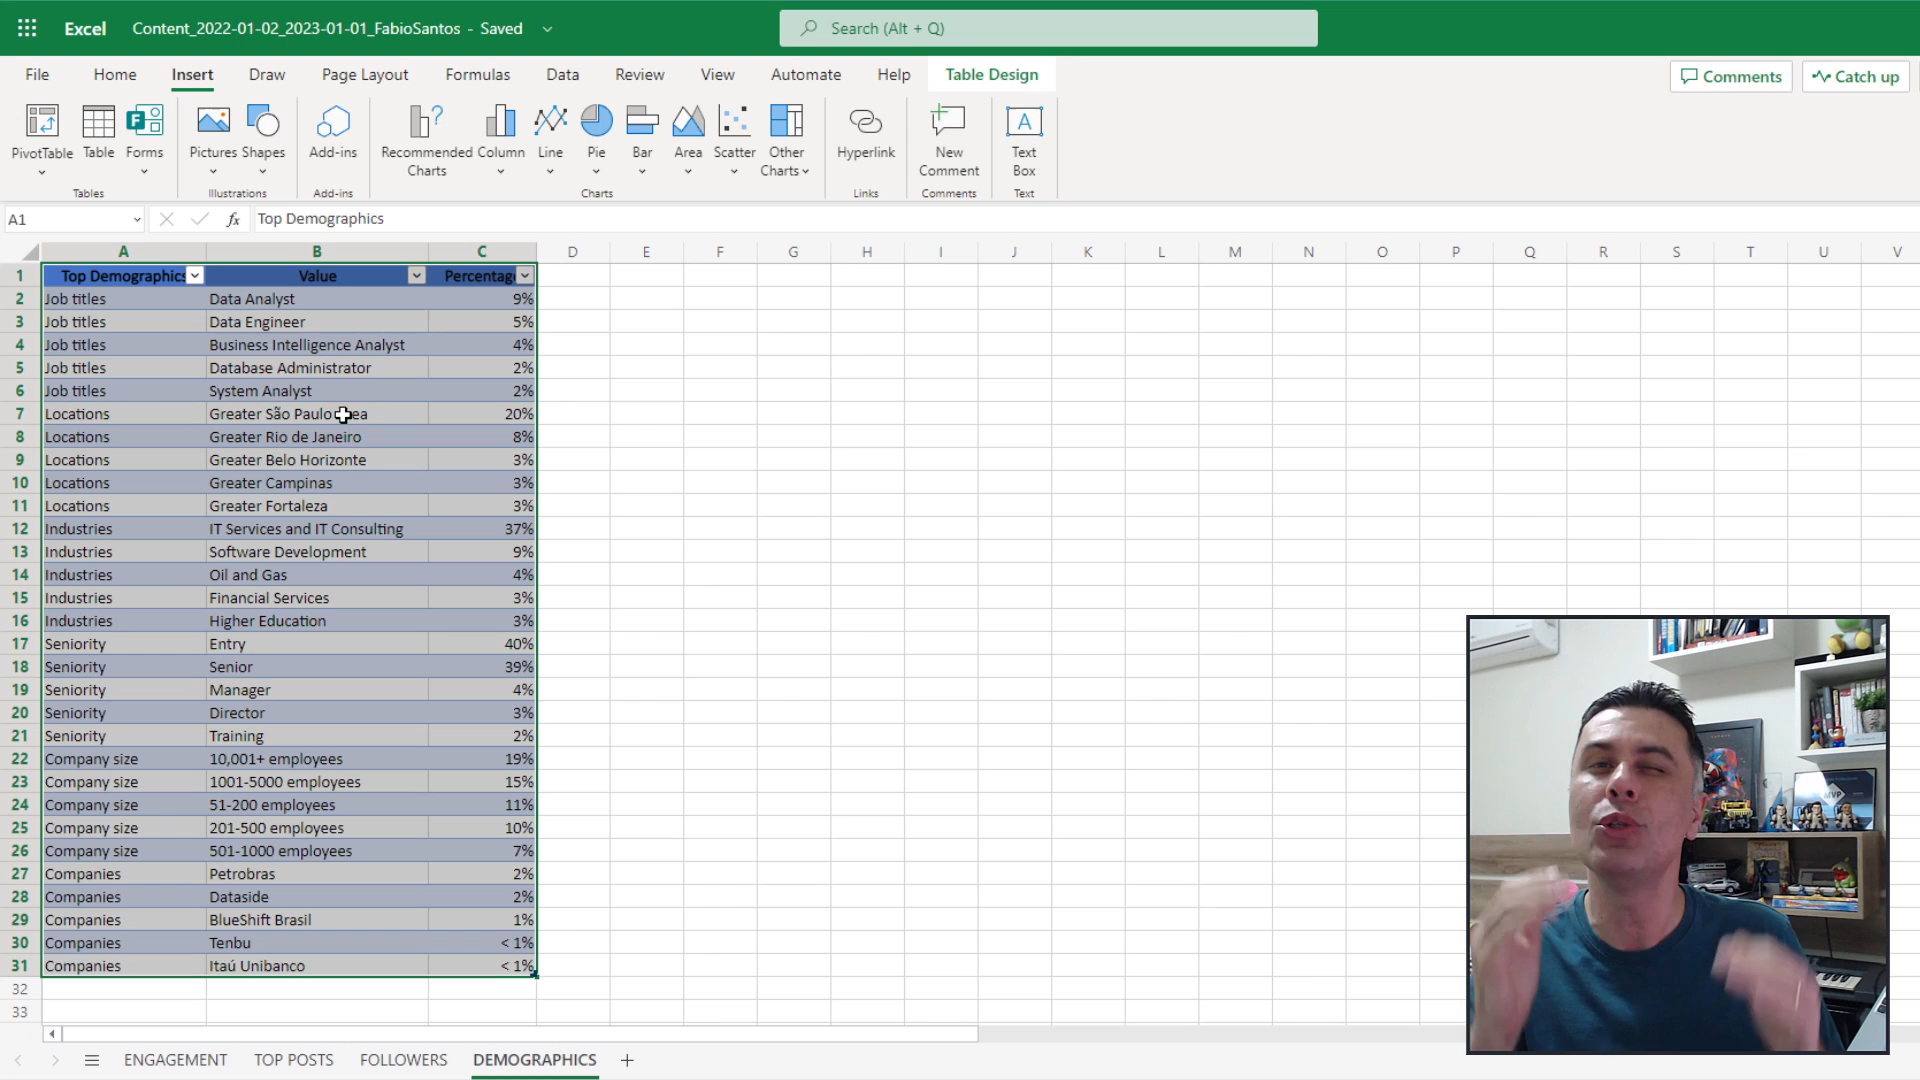 Excel Content_2022-01-02_2023-01-01_FabioSantos - Saved Search (Alt + Q)
File Home Insert Draw Page Layout Formulas Data Review View Automate Help Table Design Comments Catch up
PivotTable Table Forms Pictures Shapes Add-ins Recommended Charts Column Line Pie Bar Area Scatter Other Charts Hyperlink New Comment Text Box
Tables Illustrations Add-ins Charts Links Comments Text
A1 fx Top Demographics
A B C D E F G H I J K L M N O P Q R S T U V
1 Top Demographics Value Percentag
2 Job titles Data Analyst 9%
3 Job titles Data Engineer 5%
4 Job titles Business Intelligence Analyst 4%
5 Job titles Database Administrator 2%
6 Job titles System Analyst 2%
7 Locations Greater São Paulo Area 20%
8 Locations Greater Rio de Janeiro 8%
9 Locations Greater Belo Horizonte 3%
10 Locations Greater Campinas 3%
11 Locations Greater Fortaleza 3%
12 Industries IT Services and IT Consulting 37%
13 Industries Software Development 9%
14 Industries Oil and Gas 4%
15 Industries Financial Services 3%
16 Industries Higher Education 3%
17 Seniority Entry 40%
18 Seniority Senior 39%
19 Seniority Manager 4%
20 Seniority Director 3%
21 Seniority Training 2%
22 Company size 10,001+ employees 19%
23 Company size 1001-5000 employees 15%
24 Company size 51-200 employees 11%
25 Company size 201-500 employees 10%
26 Company size 501-1000 employees 7%
27 Companies Petrobras 2%
28 Companies Dataside 2%
29 Companies BlueShift Brasil 1%
30 Companies Tenbu < 1%
31 Companies Itaú Unibanco < 1%
32
33
MVP
ENGAGEMENT TOP POSTS FOLLOWERS DEMOGRAPHICS